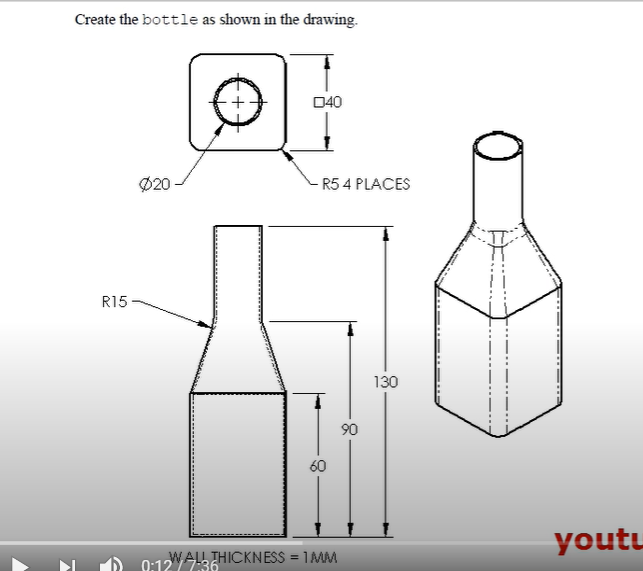 Create the bottle as shown in the drawing.
□40
Ø20
R5 4 PLACES
R15
130
90
60
WALL THICKNESS = 1MM
0:12 / 7:36
youtu